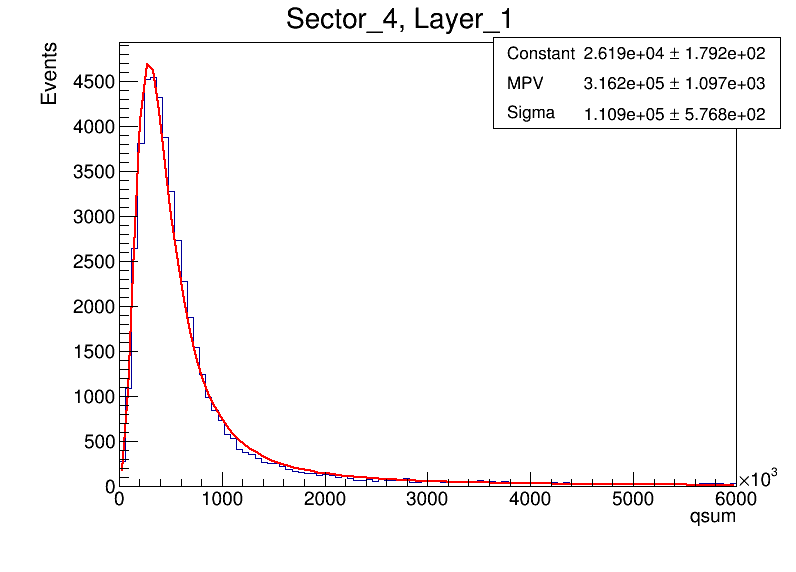 Sector_4, Layer_1
Constant 2.619e+04 ± 1.792e+02
MPV 3.162e+05 ± 1.097e+03
Sigma 1.109e+05 ± 5.768e+02
Events
4500
4000
3500
3000
2500
2000
1500
1000
500
0
0 1000 2000 3000 4000 5000 6000
×10³
qsum